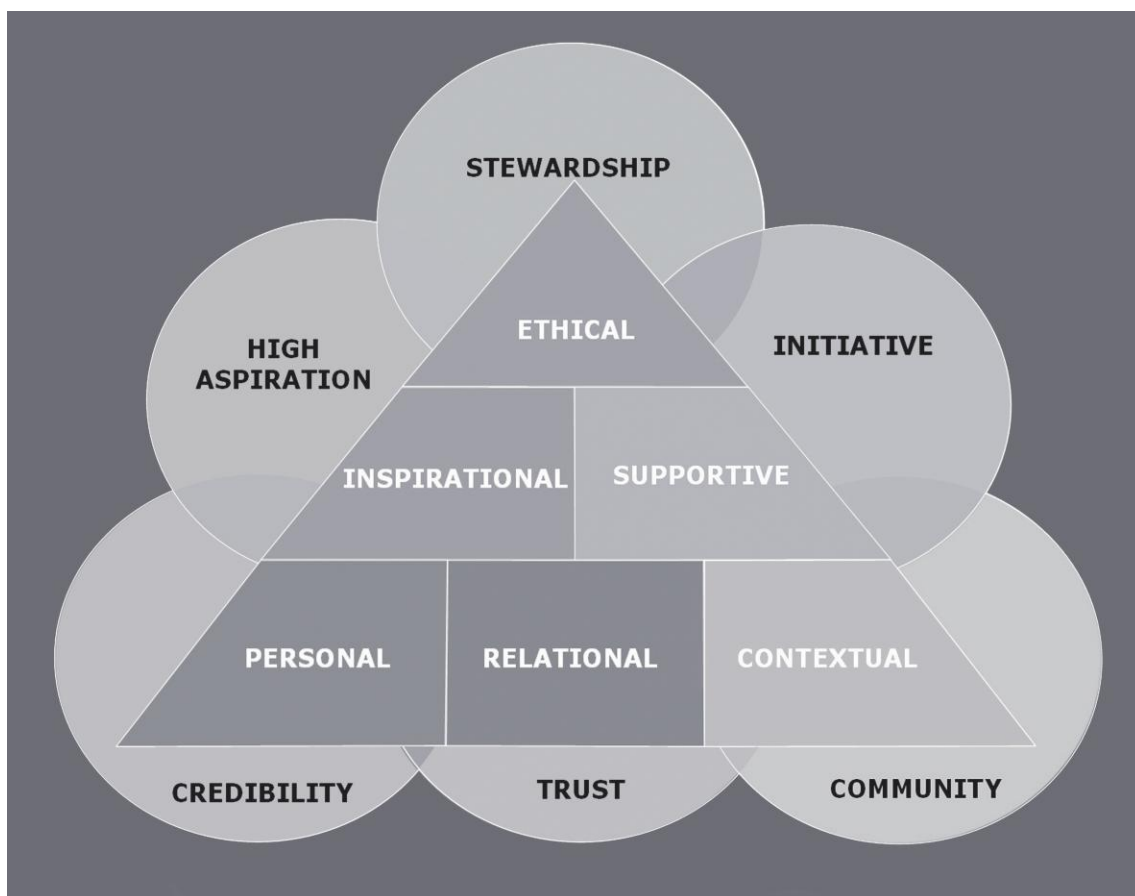 STEWARDSHIP
ETHICAL
HIGH
ASPIRATION
INITIATIVE
INSPIRATIONAL
SUPPORTIVE
PERSONAL
RELATIONAL
CONTEXTUAL
CREDIBILITY
TRUST
COMMUNITY